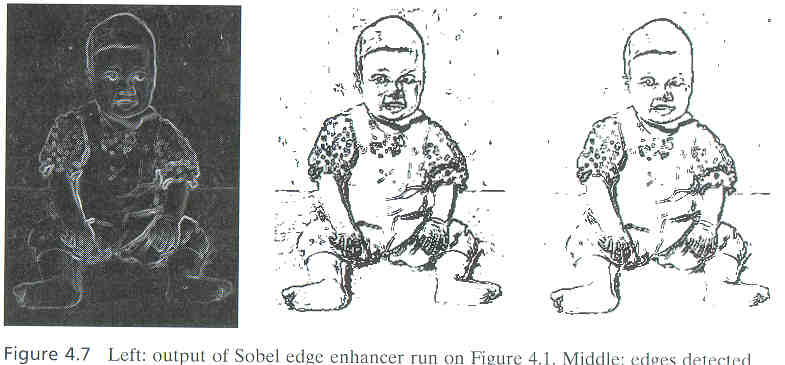 Figure 4.7 Left: output of Sobel edge enhancer run on Figure 4.1. Middle: edges detected